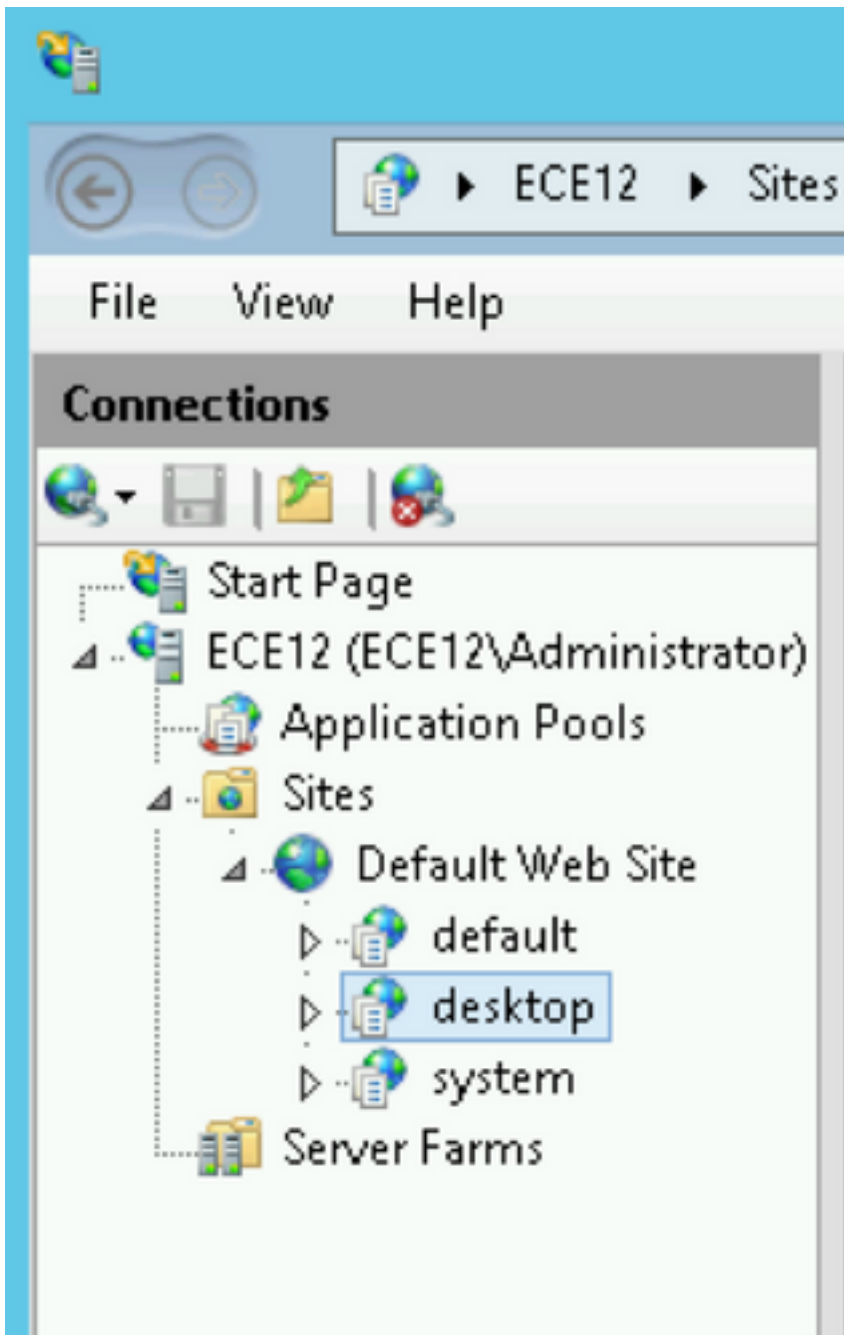 ECE12 Sites
File View Help
Connections
Start Page
ECE12 (ECE12\Administrator)
Application Pools
Sites
Default Web Site
default
desktop
system
Server Farms